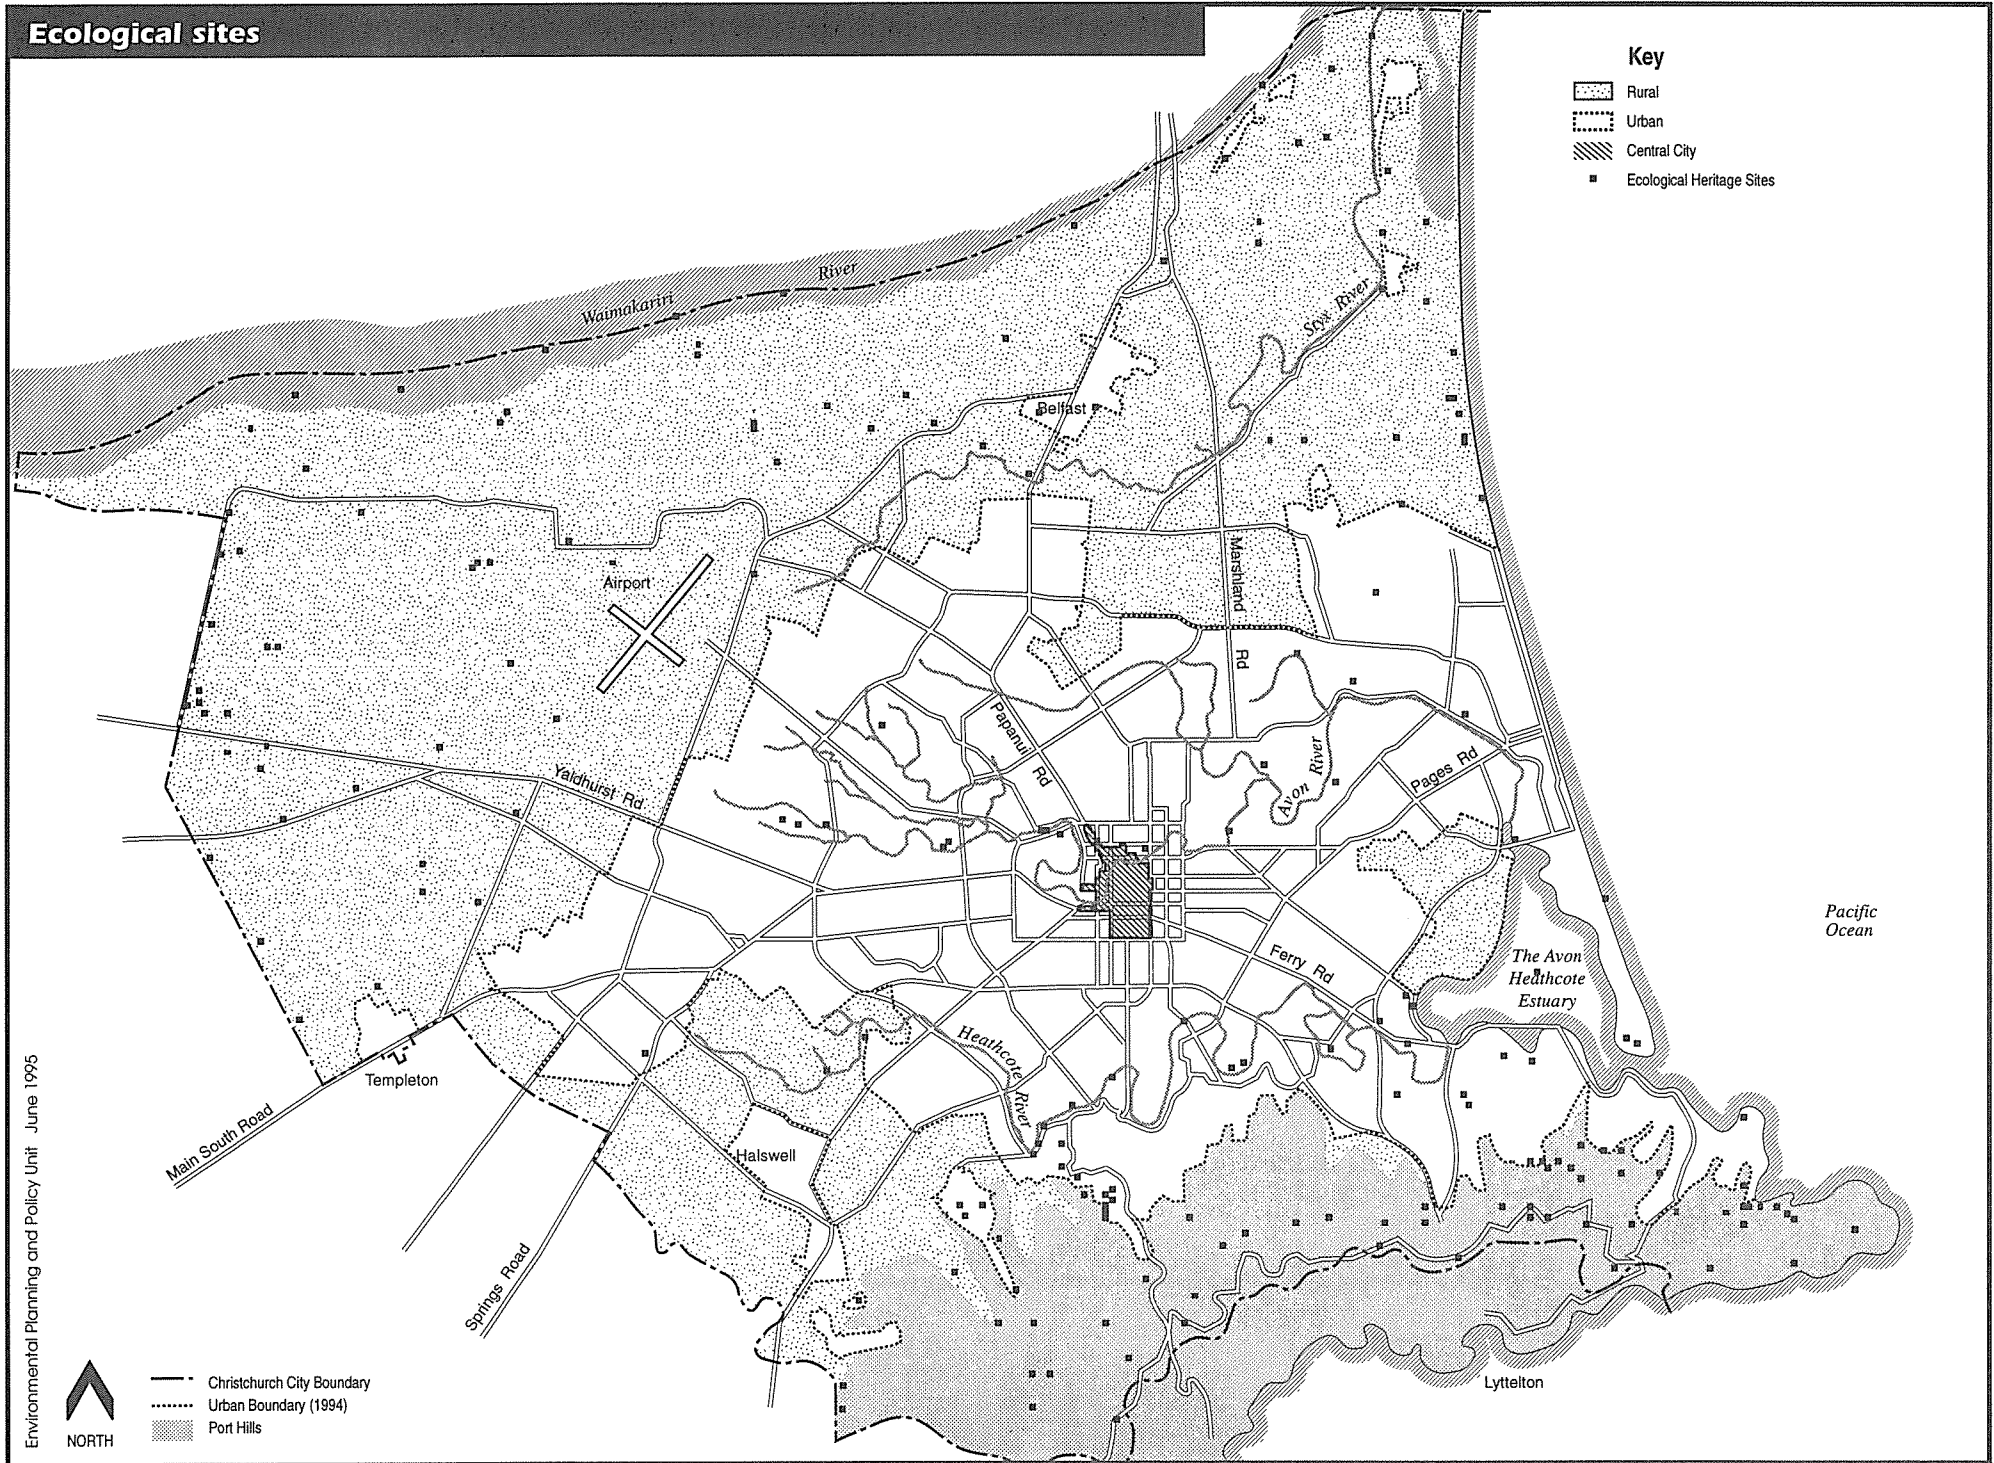 Ecological sites
Key
Rural
Urban
Central City
Ecological Heritage Sites
Waimakariri River
Styx River
Belfast
Airport
Marshland Rd
Papanui Rd
Yaldhurst Rd
Avon River
Pages Rd
Pacific
Ocean
The Avon
Heathcote
Estuary
Ferry Rd
Heathcote River
Templeton
Main South Road
Halswell
Springs Road
Lyttelton
Environmental Planning and Policy Unit June 1995
NORTH
Christchurch City Boundary
Urban Boundary (1994)
Port Hills